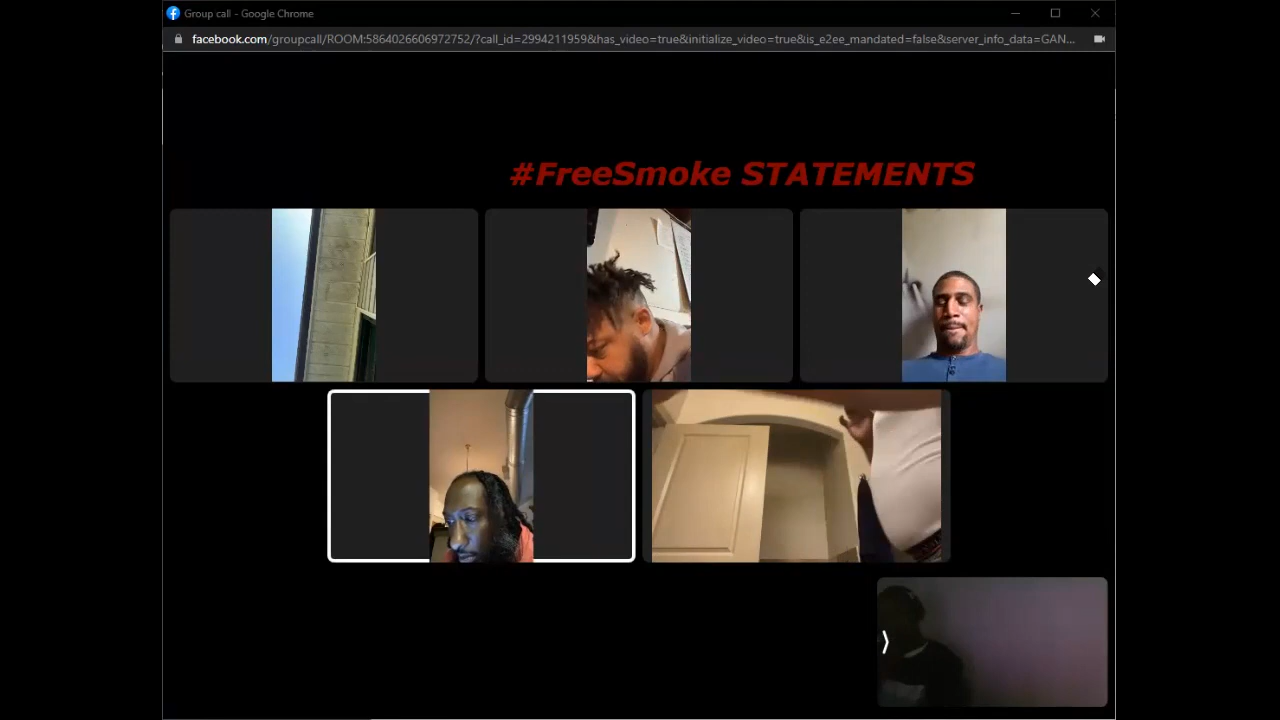 Group call - Google Chrome
facebook.com/groupcall/ROOM:5864026606972752/?call_id=2994211959&has_video=true&initialize_video=true&is_e2ee_mandated=false&server_info_data=GAN...
#FreeSmoke STATEMENTS